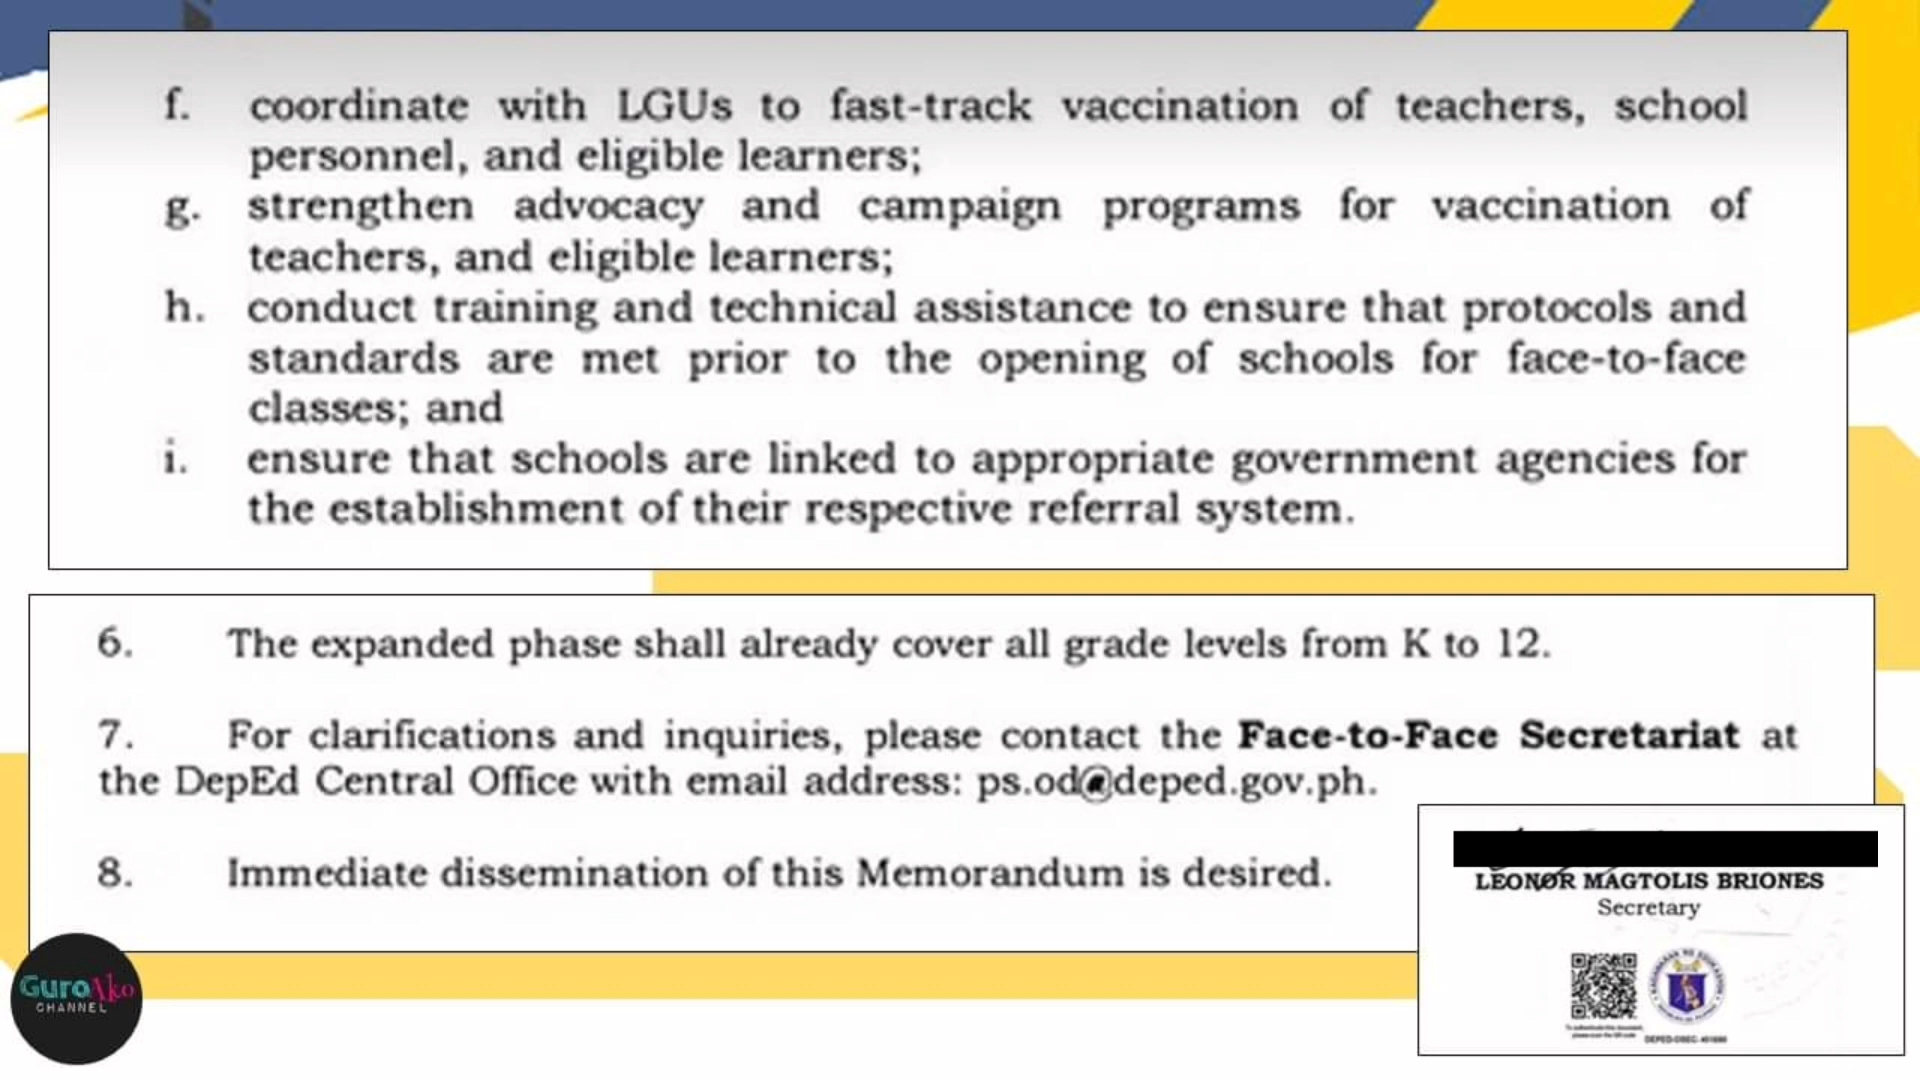 f. coordinate with LGUs to fast-track vaccination of teachers, school
personnel, and eligible learners;
g. strengthen advocacy and campaign programs for vaccination of
teachers, and eligible learners;
h. conduct training and technical assistance to ensure that protocols and
standards are met prior to the opening of schools for face-to-face
classes; and
i. ensure that schools are linked to appropriate government agencies for
the establishment of their respective referral system.
6. The expanded phase shall already cover all grade levels from K to 12.
7. For clarifications and inquiries, please contact the Face-to-Face Secretariat at
the DepEd Central Office with email address: ps.od@deped.gov.ph.
8. Immediate dissemination of this Memorandum is desired.
LEONOR MAGTOLIS BRIONES
Secretary
GuroAko
CHANNEL